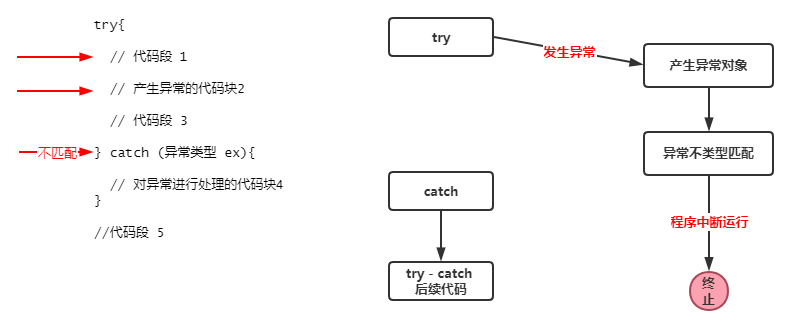 try{
// 代码段 1
// 产生异常的代码块2
// 代码段 3
不匹配
} catch (异常类型 ex){
// 对异常进行处理的代码块4
}
//代码段 5
try
发生异常
产生异常对象
异常不类型匹配
程序中断运行
终
止
catch
try - catch
后续代码